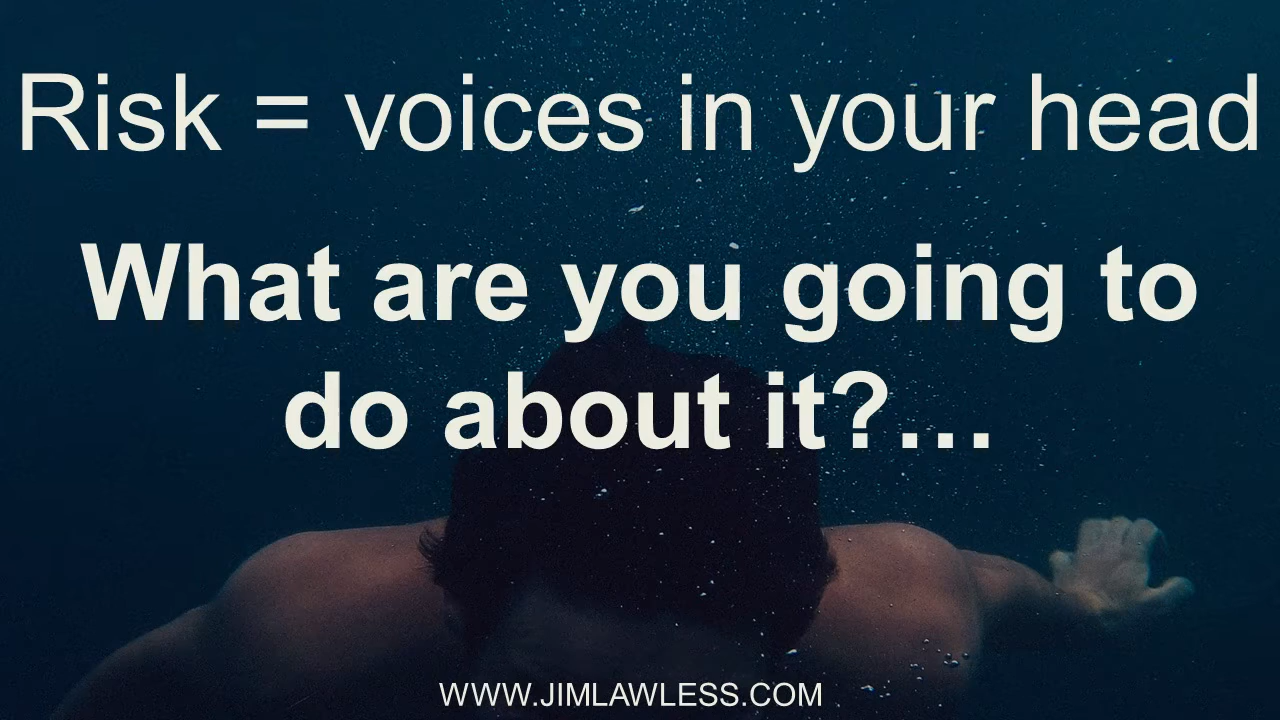 Risk = voices in your head
What are you going to
do about it?…
WWW.JIMLAWLESS.COM